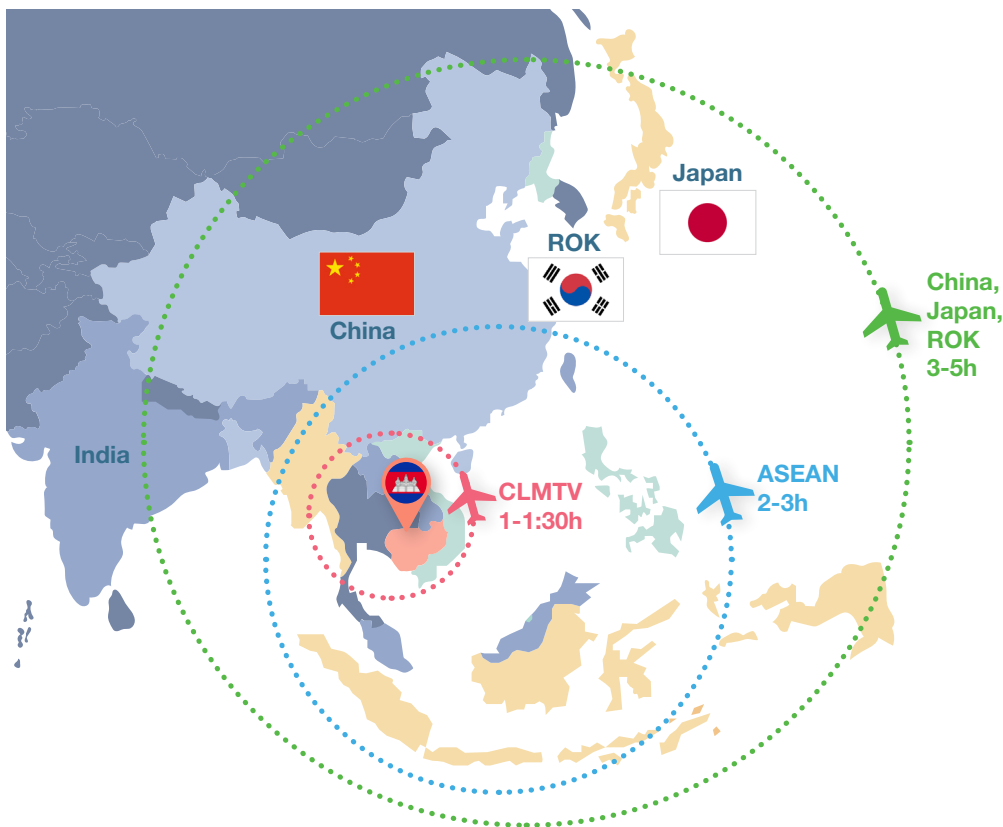 Japan
ROK
China
India
China,
Japan,
ROK
3-5h
ASEAN
2-3h
CLMTV
1-1:30h